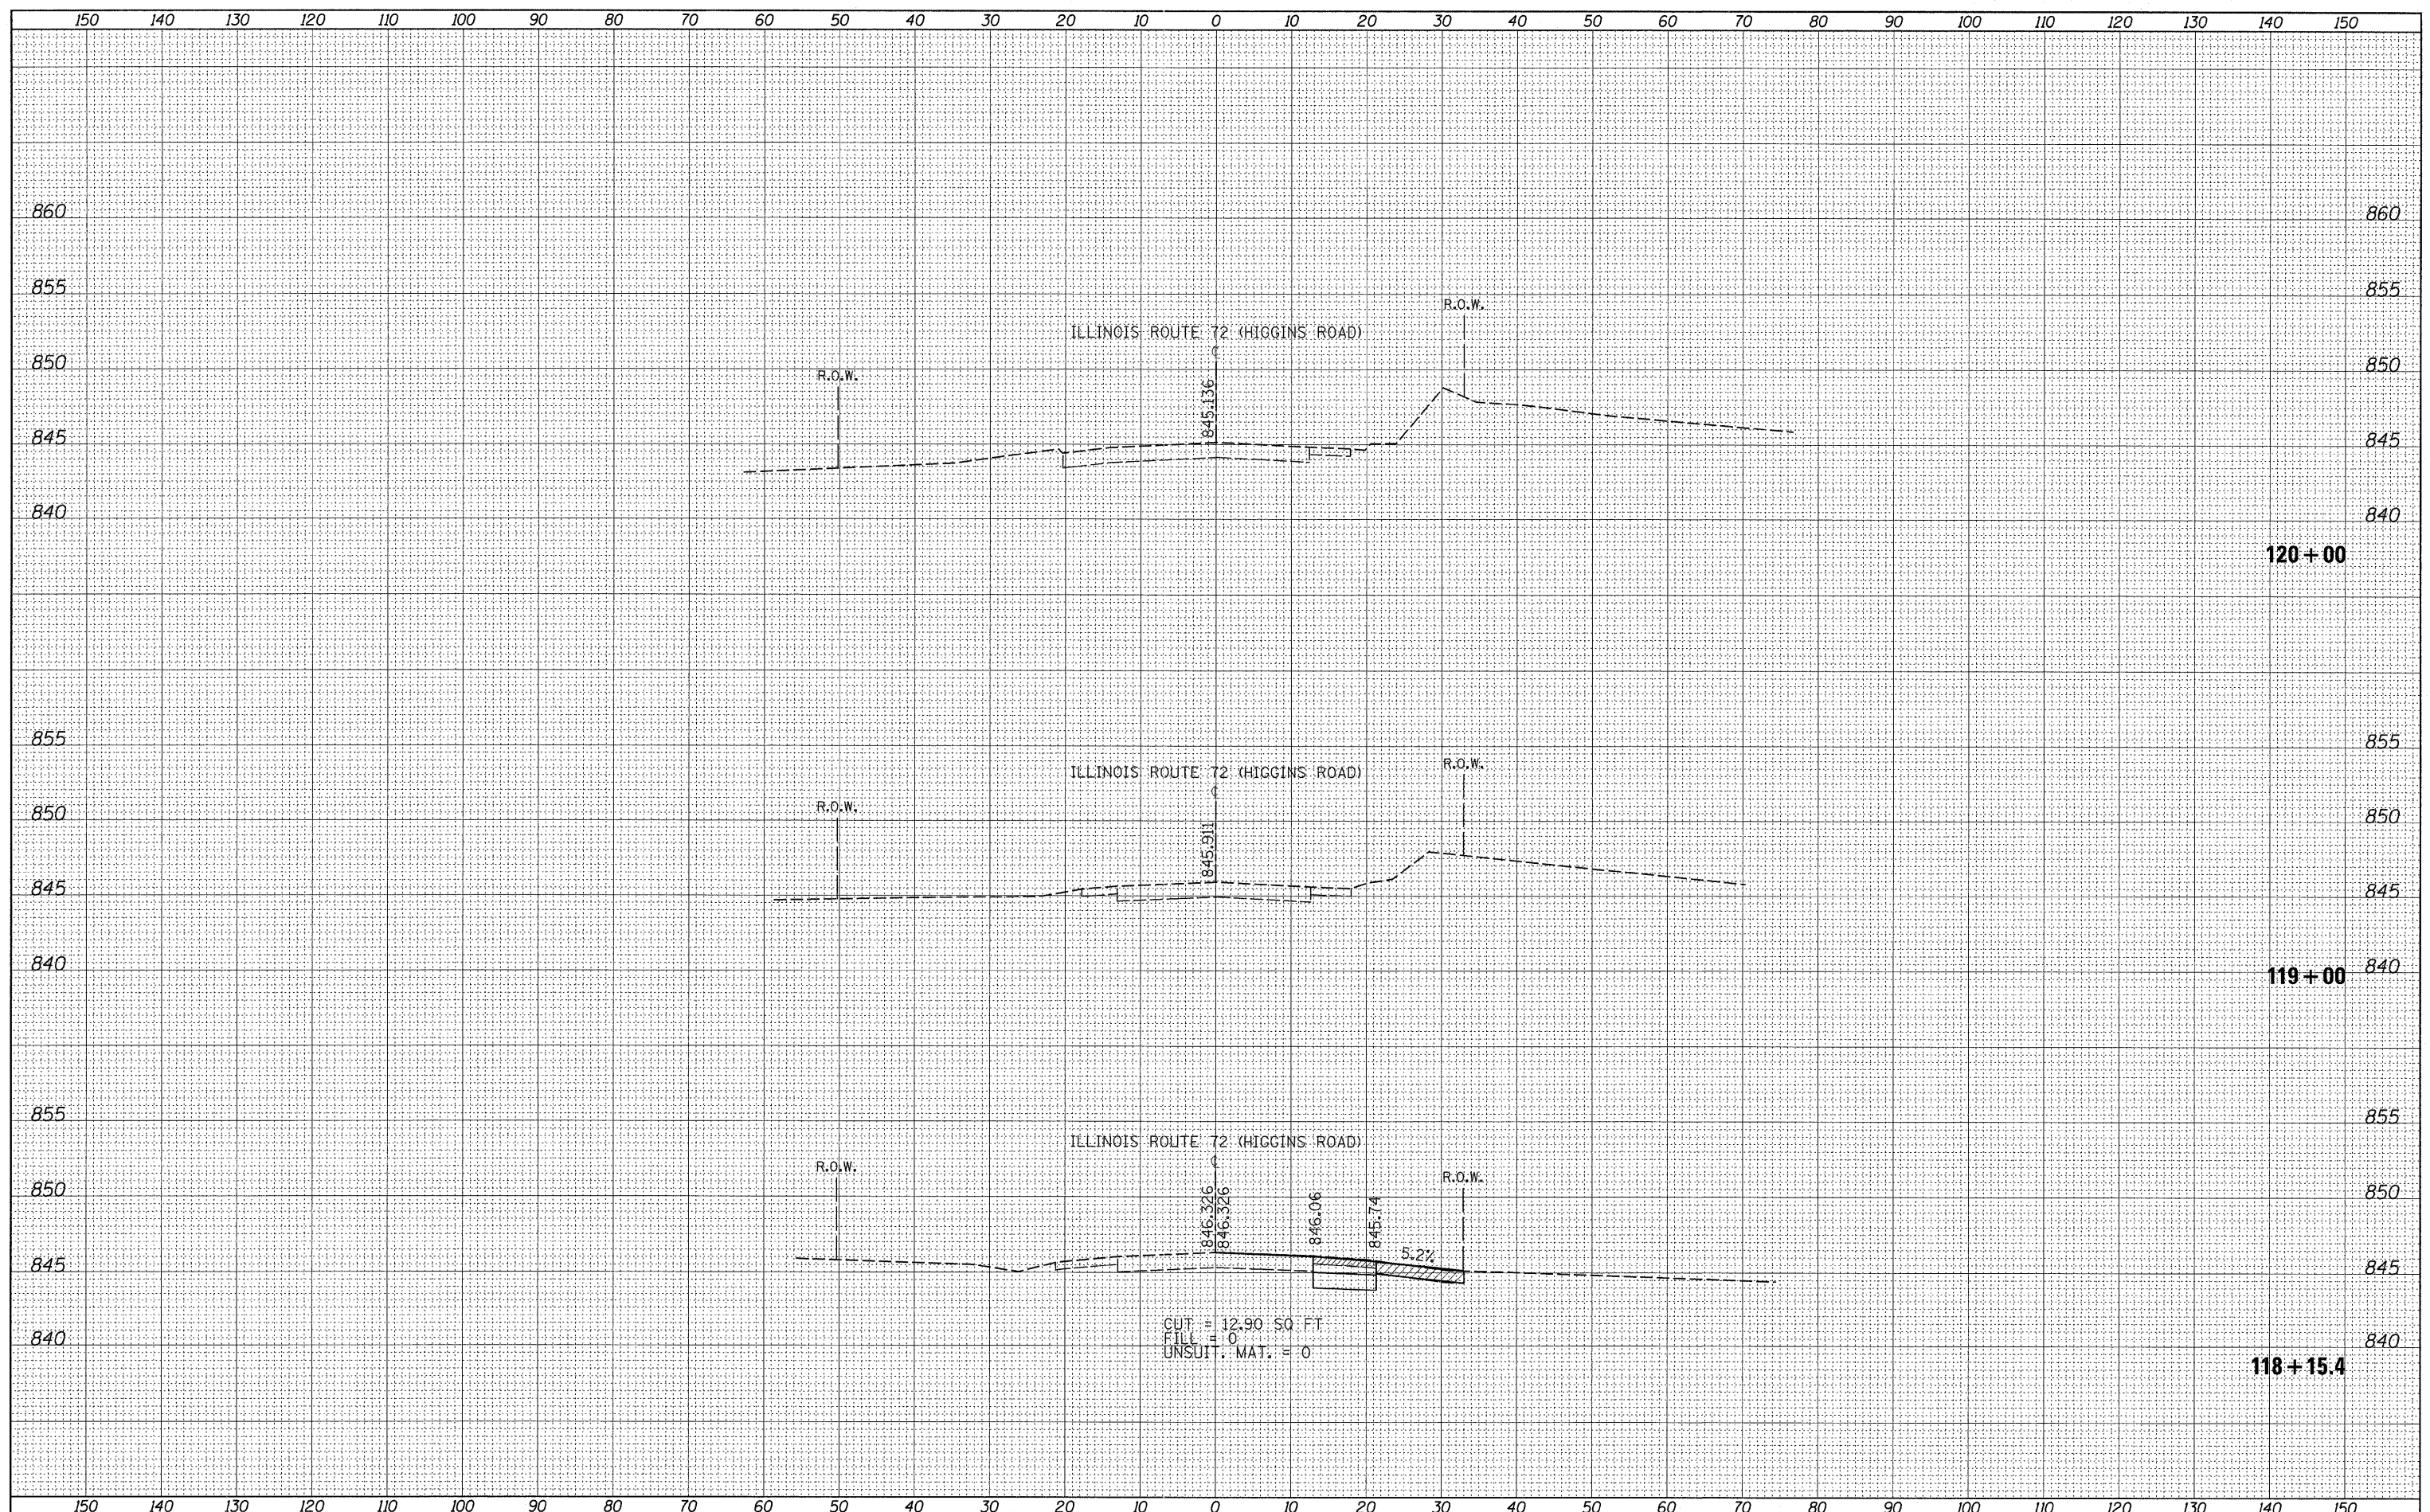 150 140 130 120 110 100 90 80 70 60 50 40 30 20 10 0 10 20 30 40 50 60 70 80 90 100 110 120 130 140 150
860 860
855 855
R.O.W.
ILLINOIS ROUTE 72 (HIGGINS ROAD)
℄
850 850
R.O.W.
845.136
845 845
840 840
120+00
855 855
R.O.W.
ILLINOIS ROUTE 72 (HIGGINS ROAD)
℄
R.O.W.
850 850
845.911
845 845
840 840
119+00
855 855
ILLINOIS ROUTE 72 (HIGGINS ROAD)
℄
R.O.W.
R.O.W.
850 850
846.326
846.326
846.06
845.74
5.2%
845 845
CUT = 12.90 SQ FT
FILL = 0
UNSUIT. MAT. = 0
840 840
118+15.4
150 140 130 120 110 100 90 80 70 60 50 40 30 20 10 0 10 20 30 40 50 60 70 80 90 100 110 120 130 140 150